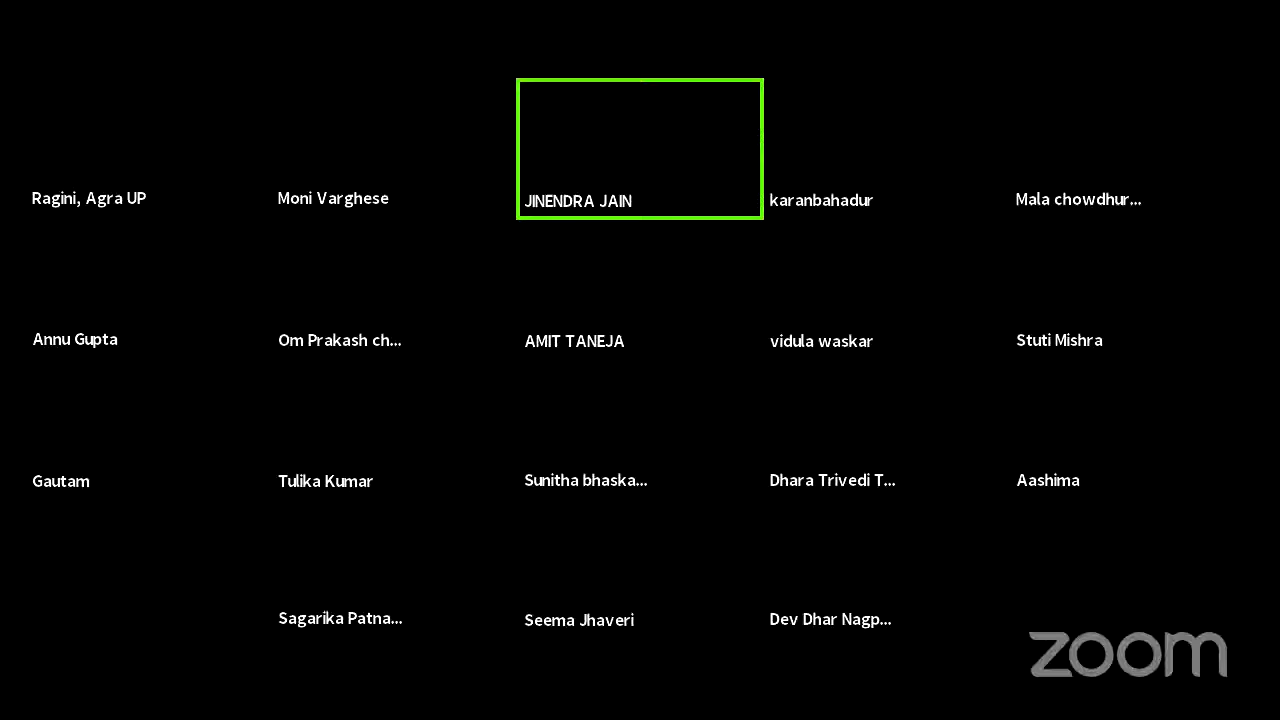 Ragini, Agra UP
Moni Varghese
JINENDRA JAIN
karanbahadur
Mala chowdhur...
Annu Gupta
Om Prakash ch...
AMIT TANEJA
vidula waskar
Stuti Mishra
Gautam
Tulika Kumar
Sunitha bhaska...
Dhara Trivedi T...
Aashima
Sagarika Patna...
Seema Jhaveri
Dev Dhar Nagp...
zoom